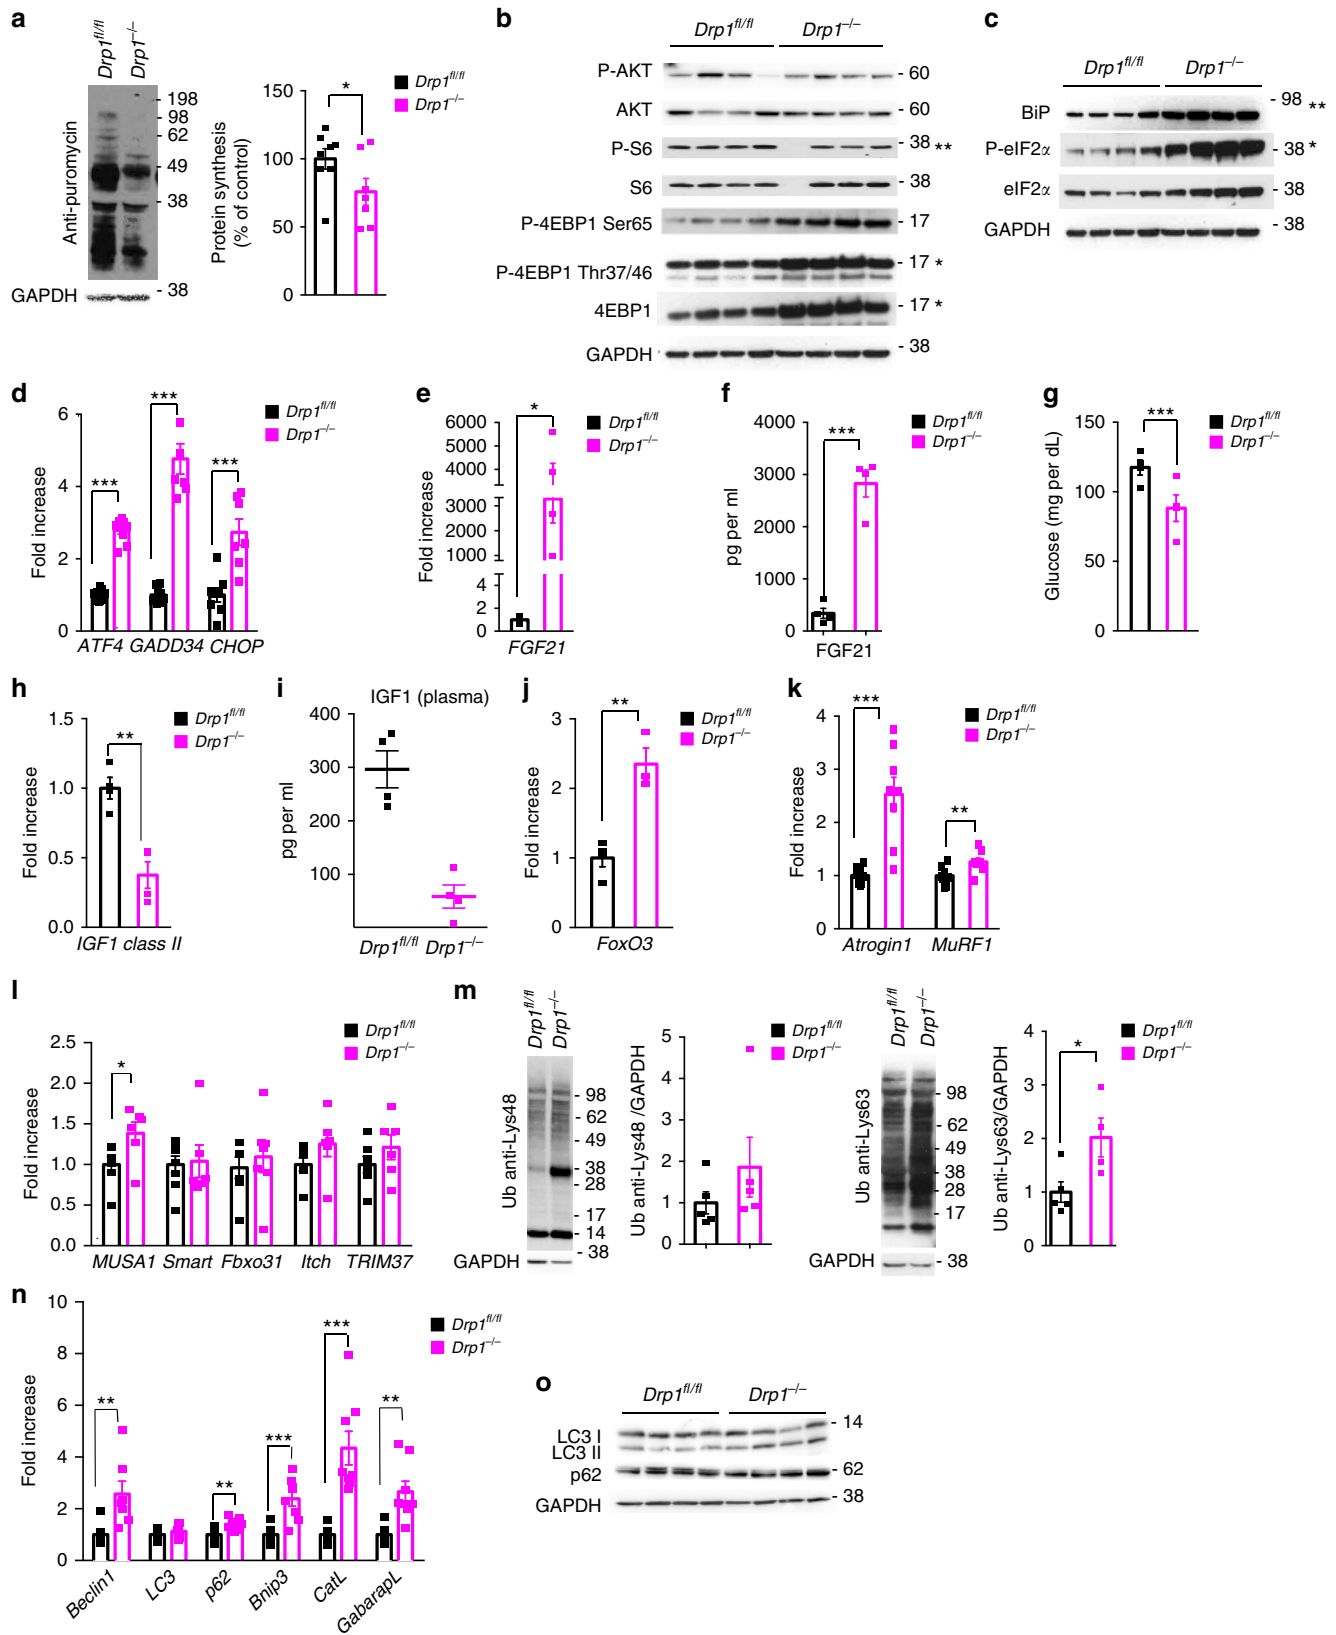 a
Drp1fl/fl
Drp1–/–
Anti-puromycin
- 198
- 98
- 62
- 49
- 38
- 38
GAPDH
Protein synthesis
(% of control)
150
100
50
0
*
Drp1fl/fl
Drp1–/–
b
Drp1fl/fl Drp1–/–
P-AKT - 60
AKT - 60
P-S6 - 38 **
S6 - 38
P-4EBP1 Ser65 - 17
P-4EBP1 Thr37/46 - 17 *
4EBP1 - 17 *
GAPDH - 38
c
Drp1fl/fl Drp1–/–
BiP - 98 **
P-eIF2α - 38 *
eIF2α - 38
GAPDH - 38
d
Fold increase
6
4
2
0
*** *** ***
ATF4 GADD34 CHOP
Drp1fl/fl
Drp1–/–
e
Fold increase
6000
5000
4000
3000
2000
1000
4
2
0
*
FGF21
Drp1fl/fl
Drp1–/–
f
pg per ml
4000
3000
2000
1000
0
***
FGF21
Drp1fl/fl
Drp1–/–
g
Glucose (mg per dL)
150
100
50
0
***
Drp1fl/fl
Drp1–/–
h
Fold increase
1.5
1.0
0.5
0.0
**
IGF1 class II
Drp1fl/fl
Drp1–/–
i
IGF1 (plasma)
pg per ml
400
300
200
100
Drp1fl/fl Drp1–/–
j
Fold increase
3
2
1
0
**
FoxO3
Drp1fl/fl
Drp1–/–
k
Fold increase
4
3
2
1
0
*** **
Atrogin1 MuRF1
Drp1fl/fl
Drp1–/–
l
Fold increase
2.5
2.0
1.5
1.0
0.5
0.0
*
MUSA1 Smart Fbxo31 Itch TRIM37
Drp1fl/fl
Drp1–/–
m
Drp1fl/fl
Drp1–/–
Ub anti-Lys48
- 98
- 62
- 49
- 38
- 28
- 17
- 14
- 38
GAPDH
Ub anti-Lys48 /GAPDH
5
4
3
2
1
0
Drp1fl/fl
Drp1–/–
Drp1fl/fl
Drp1–/–
Ub anti-Lys63
- 98
- 62
- 49
- 38
- 28
- 17
GAPDH - 38
Ub anti-Lys63/GAPDH
4
3
2
1
0
*
Drp1fl/fl
Drp1–/–
n
Fold increase
10
8
6
4
2
0
** ** *** *** **
Beclin1 LC3 p62 Bnip3 CatL GabarapL
Drp1fl/fl
Drp1–/–
o
Drp1fl/fl Drp1–/–
LC3 I - 14
LC3 II
p62 - 62
GAPDH - 38